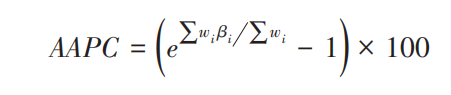 AAPC = (e^{∑w_iβ_i/∑w_i} - 1) × 100